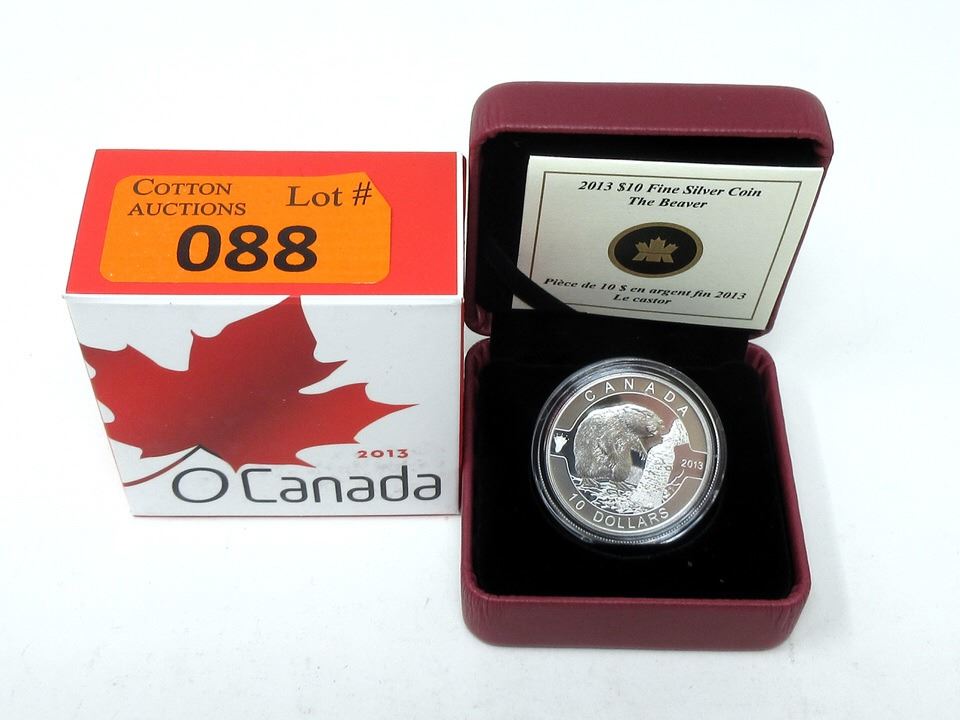 COTTON AUCTIONS
Lot #
088
2013
O Canada
2013 $10 Fine Silver Coin
The Beaver
Pièce de 10 $ en argent fin 2013
Le castor
CANADA
2013
10 DOLLARS